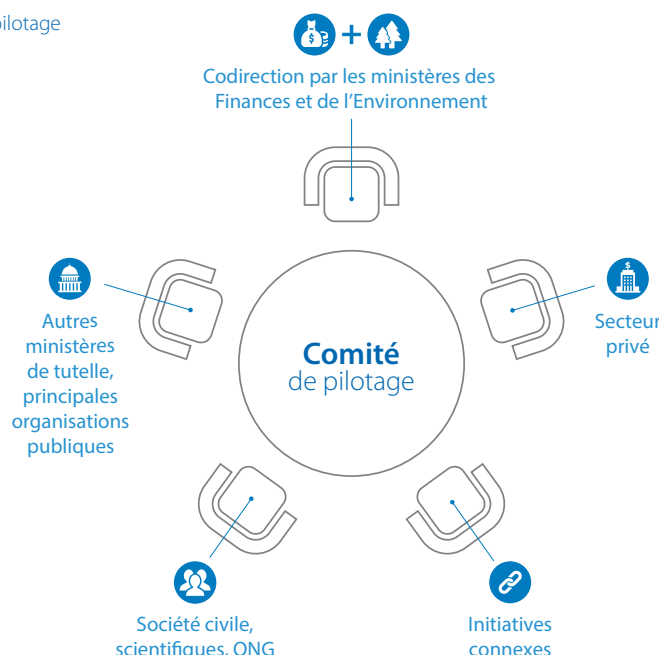 pilotage
Codirection par les ministères des
Finances et de l’Environnement
Autres
ministères
de tutelle,
principales
organisations
publiques
Comité
de pilotage
Secteur
privé
Société civile,
scientifiques, ONG
Initiatives
connexes